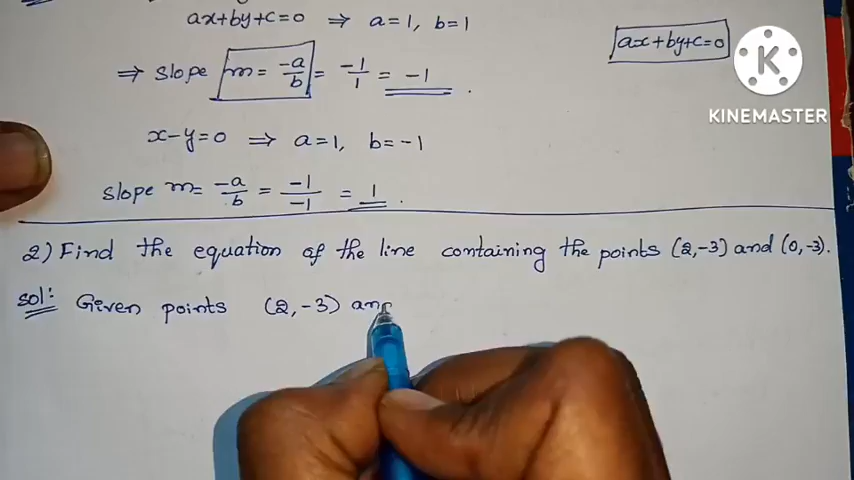 ax+by+c=0 ⇒ a=1, b=1
ax+by+c=0
⇒ slope m= -a/b = -1/1 = -1.
K
KINEMASTER
x-y=0 ⇒ a=1, b=-1
slope m= -a/b = -1/-1 = 1.
2) Find the equation of the line containing the points (2,-3) and (0,-3).
Sol: Given points (2,-3) an